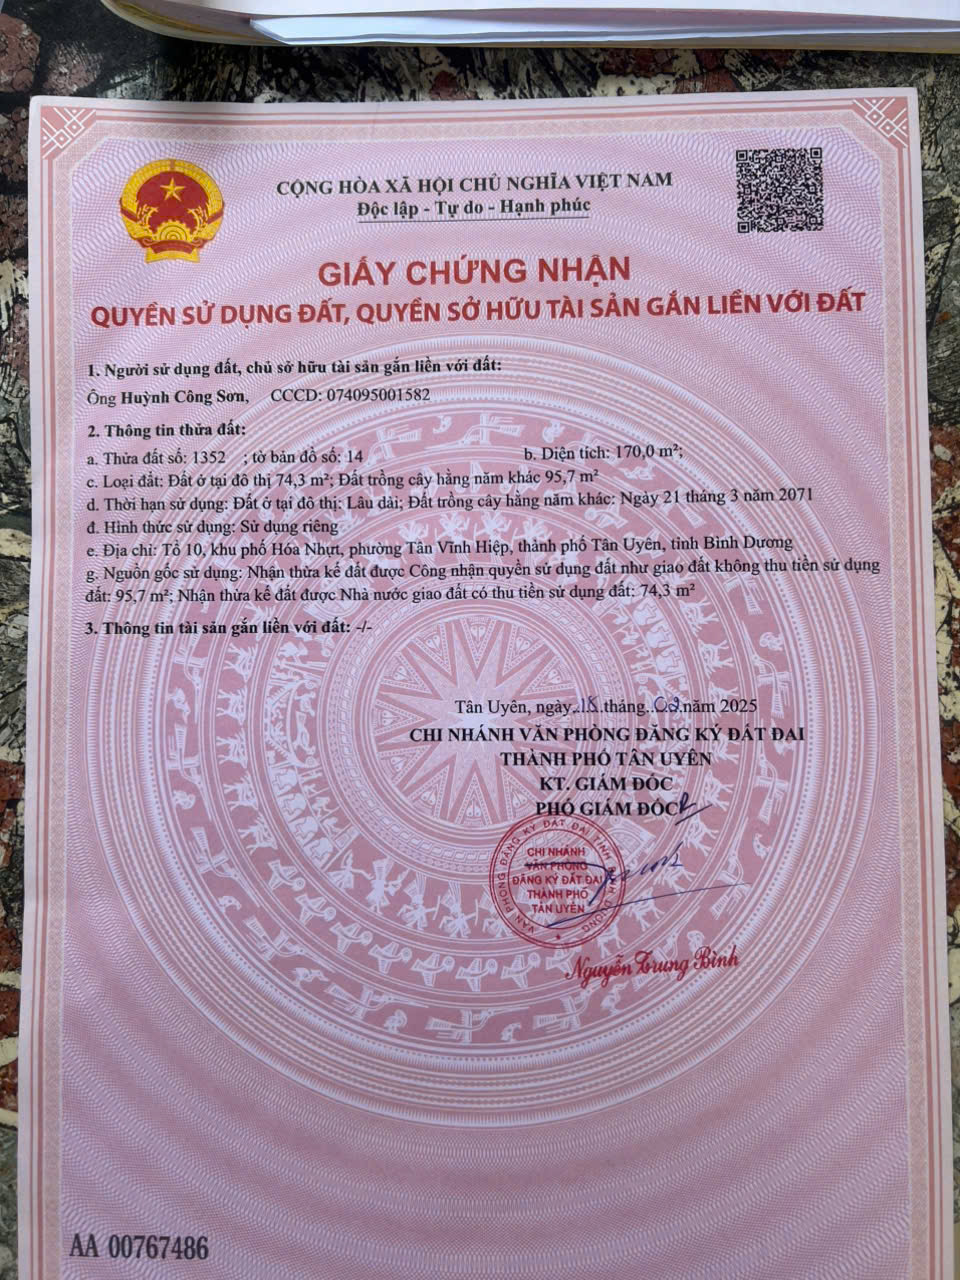 CỘNG HÒA XÃ HỘI CHỦ NGHĨA VIỆT NAM
Độc lập - Tự do - Hạnh phúc
GIẤY CHỨNG NHẬN
QUYỀN SỬ DỤNG ĐẤT, QUYỀN SỞ HỮU TÀI SẢN GẮN LIỀN VỚI ĐẤT
1. Người sử dụng đất, chủ sở hữu tài sản gắn liền với đất:
Ông Huỳnh Công Sơn, CCCD: 074095001582
2. Thông tin thửa đất:
a. Thửa đất số: 1352 ; tờ bản đồ số: 14 b. Diện tích: 170,0 m²;
c. Loại đất: Đất ở tại đô thị 74,3 m²; Đất trồng cây hằng năm khác 95,7 m²
d. Thời hạn sử dụng: Đất ở tại đô thị: Lâu dài; Đất trồng cây hằng năm khác: Ngày 21 tháng 3 năm 2071
đ. Hình thức sử dụng: Sử dụng riêng
e. Địa chỉ: Tổ 10, khu phố Hóa Nhựt, phường Tân Vĩnh Hiệp, thành phố Tân Uyên, tỉnh Bình Dương
g. Nguồn gốc sử dụng: Nhận thừa kế đất được Công nhận quyền sử dụng đất như giao đất không thu tiền sử dụng
đất: 95,7 m²; Nhận thừa kế đất được Nhà nước giao đất có thu tiền sử dụng đất: 74,3 m²
3. Thông tin tài sản gắn liền với đất: -/-
Tân Uyên, ngày..18.tháng..02.năm 2025
CHI NHÁNH VĂN PHÒNG ĐĂNG KÝ ĐẤT ĐAI
THÀNH PHỐ TÂN UYÊN
KT. GIÁM ĐỐC
PHÓ GIÁM ĐỐC
VĂN PHÒNG ĐĂNG KÝ ĐẤT ĐAI TỈNH BÌNH DƯƠNG
CHI NHÁNH
VĂN PHÒNG
ĐĂNG KÝ ĐẤT ĐAI
THÀNH PHỐ
TÂN UYÊN
Nguyễn Trung Bình
AA 00767486